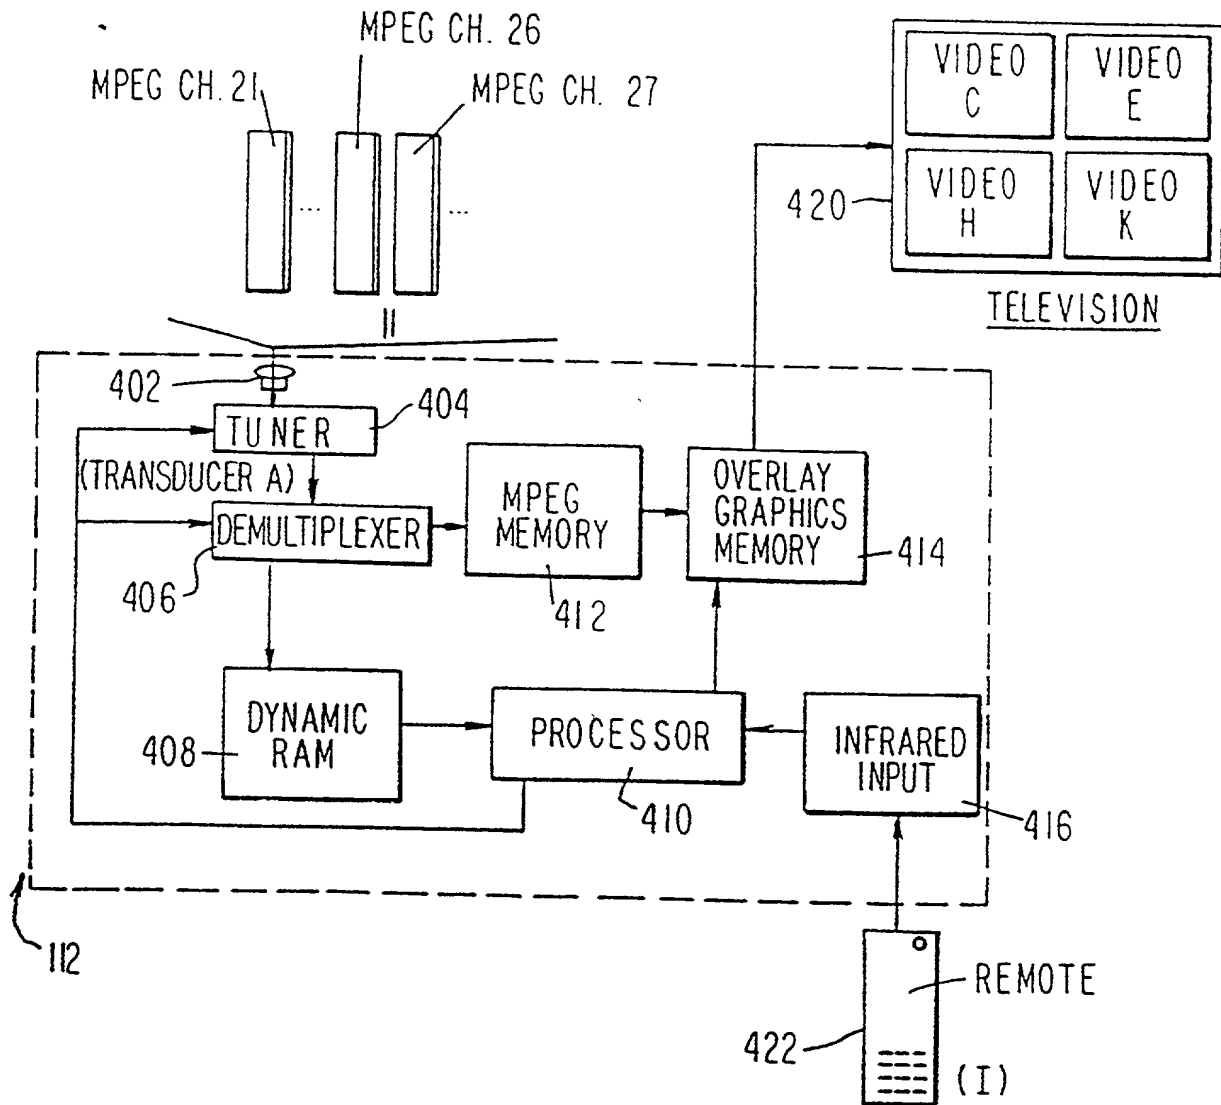 MPEG CH. 26
MPEG CH. 21
MPEG CH. 27
...
...
VIDEO
C
VIDEO
E
VIDEO
H
VIDEO
K
420
TELEVISION
402
404
TUNER
(TRANSDUCER A)
DEMULTIPLEXER
406
MPEG
MEMORY
412
OVERLAY
GRAPHICS
MEMORY
414
DYNAMIC
RAM
408
PROCESSOR
410
INFRARED
INPUT
416
112
REMOTE
422
(I)